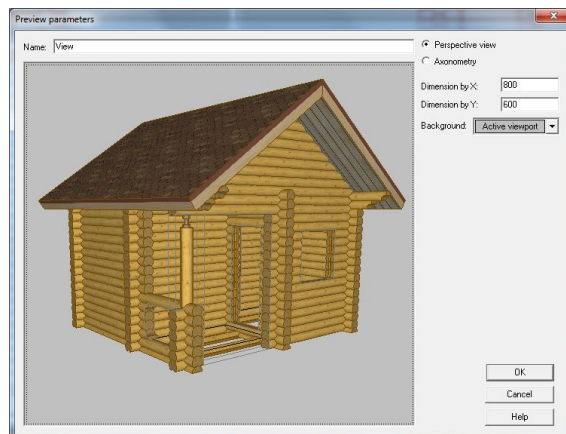 Preview parameters
Name: View
Perspective view
Axonometry
Dimension by X: 800
Dimension by Y: 600
Background: Active viewport
OK
Cancel
Help